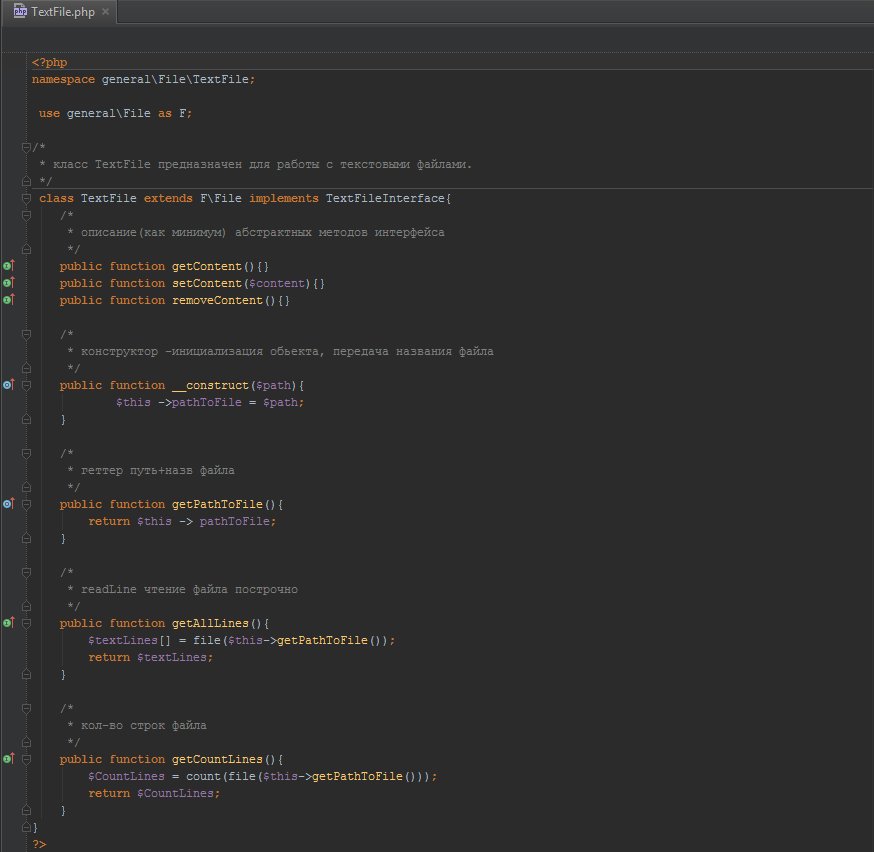 php TextFile.php ×
<?php
namespace general\File\TextFile;
use general\File as F;
/*
* класс TextFile предназначен для работы с текстовыми файлами.
*/
class TextFile extends F\File implements TextFileInterface{
/*
* описание(как минимум) абстрактных методов интерфейса
*/
public function getContent(){}
public function setContent($content){}
public function removeContent(){}
/*
* конструктор -инициализация обьекта, передача названия файла
*/
public function __construct($path){
$this ->pathToFile = $path;
}
/*
* геттер путь+назв файла
*/
public function getPathToFile(){
return $this -> pathToFile;
}
/*
* readLine чтение файла построчно
*/
public function getAllLines(){
$textLines[] = file($this->getPathToFile());
return $textLines;
}
/*
* кол-во строк файла
*/
public function getCountLines(){
$CountLines = count(file($this->getPathToFile()));
return $CountLines;
}
}
?>